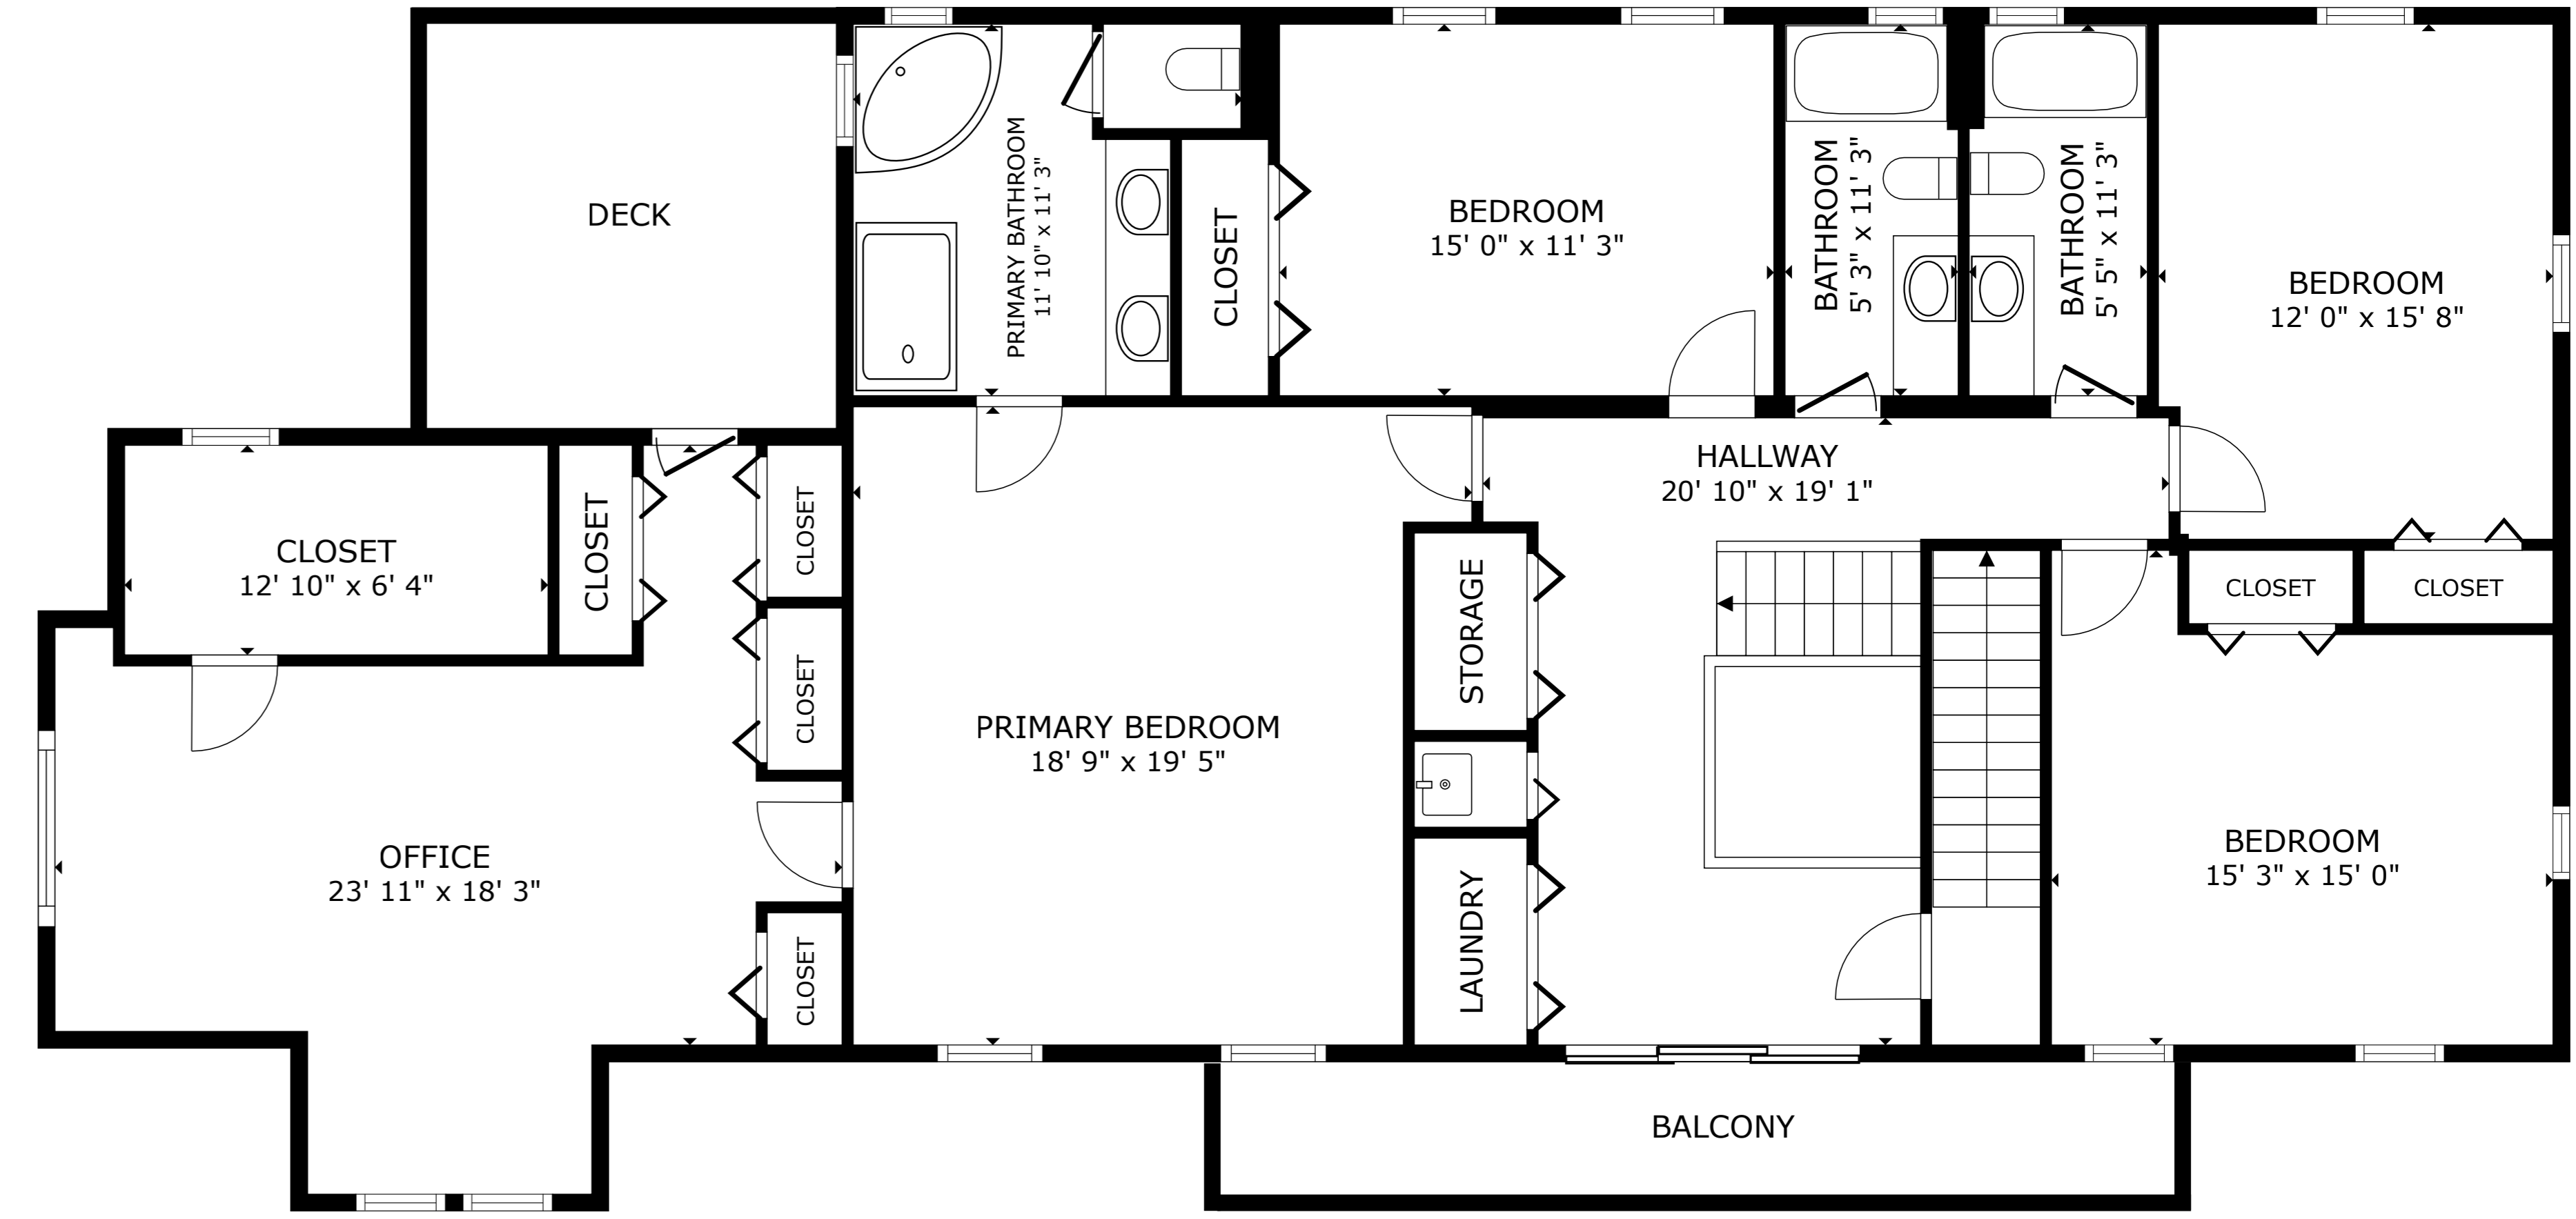 DECK
PRIMARY BATHROOM
11' 10" x 11' 3"
CLOSET
BEDROOM
15' 0" x 11' 3"
BATHROOM
5' 3" x 11' 3"
BATHROOM
5' 5" x 11' 3"
BEDROOM
12' 0" x 15' 8"
CLOSET
12' 10" x 6' 4"
CLOSET
CLOSET
HALLWAY
20' 10" x 19' 1"
STORAGE
CLOSET
CLOSET
CLOSET
PRIMARY BEDROOM
18' 9" x 19' 5"
OFFICE
23' 11" x 18' 3"
BEDROOM
15' 3" x 15' 0"
CLOSET
LAUNDRY
BALCONY